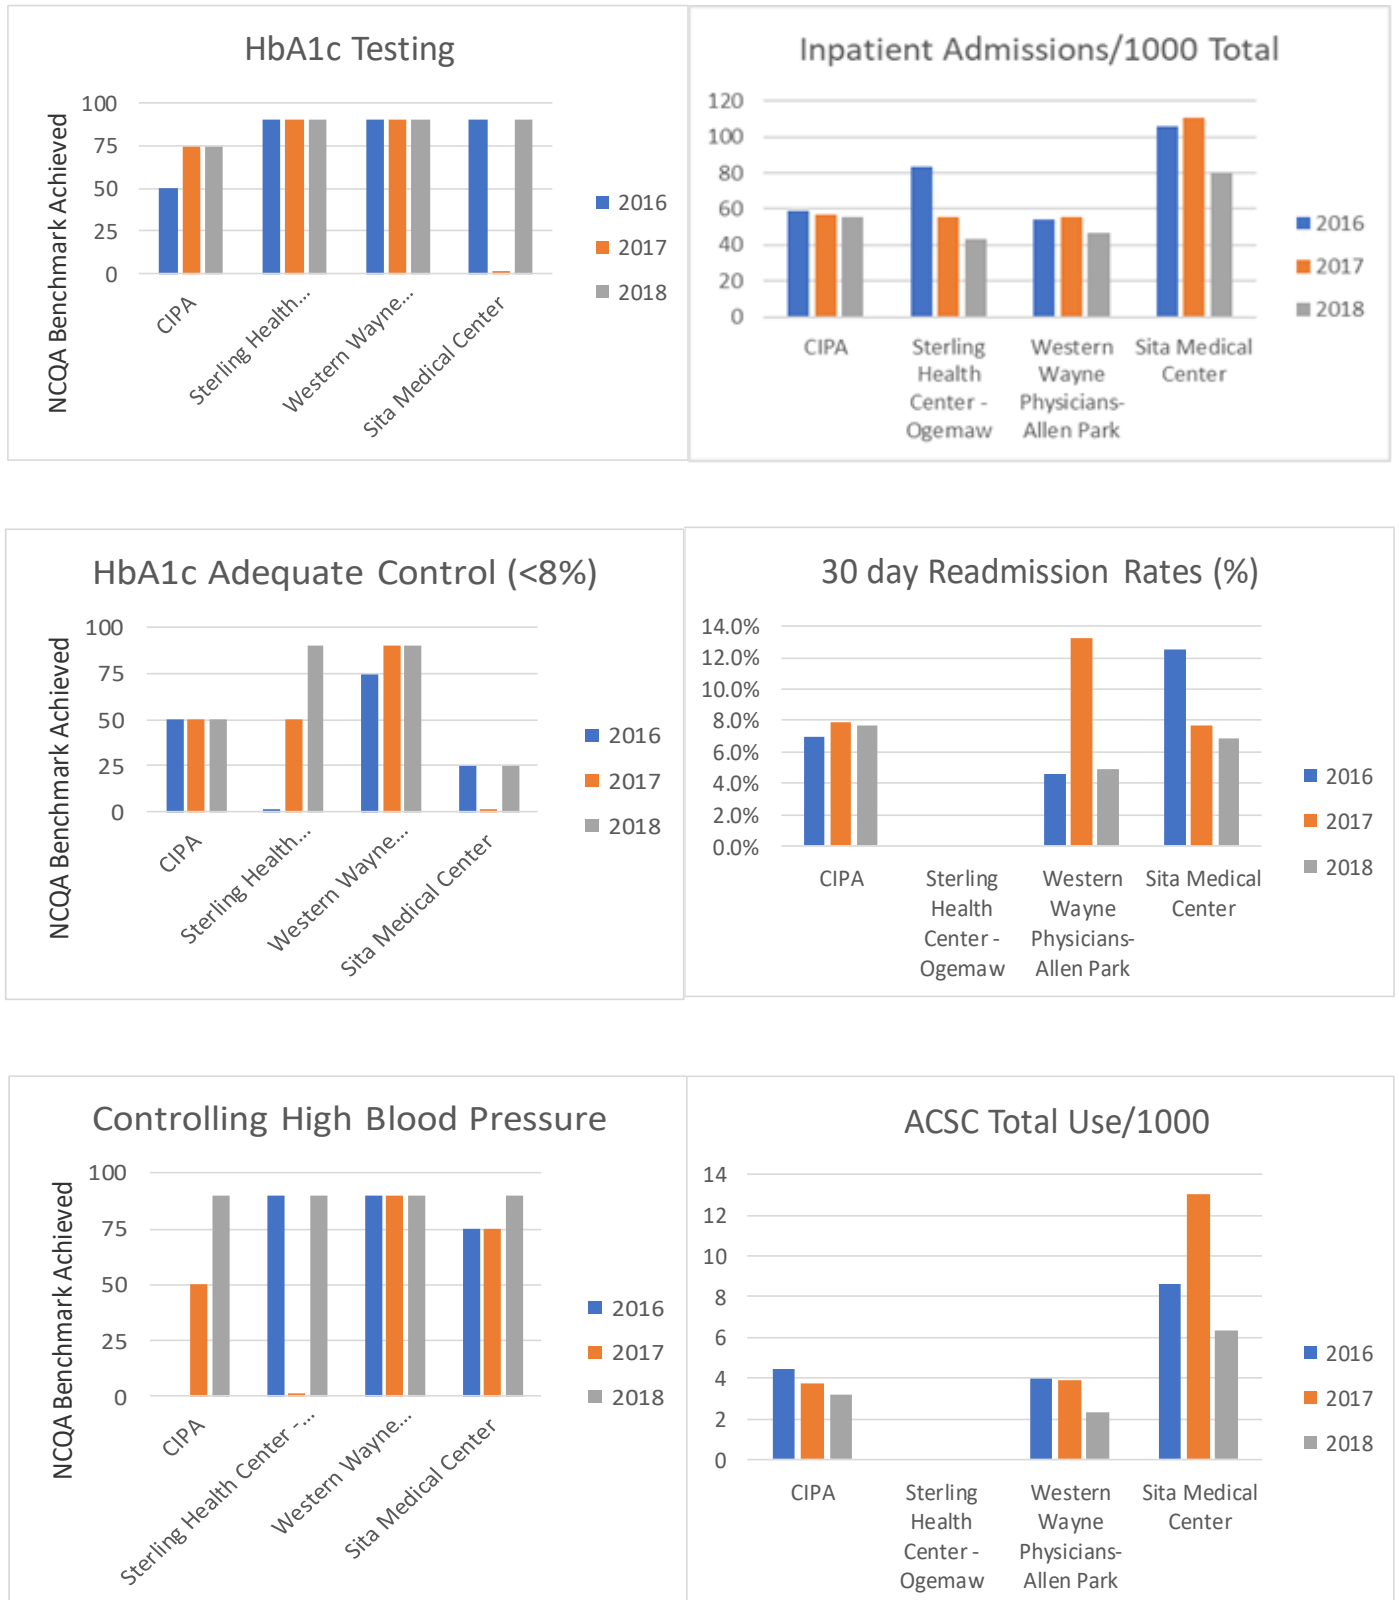 HbA1c Testing
NCQA Benchmark Achieved
100
75
50
25
0
CIPA
Sterling Health...
Western Wayne...
Sita Medical Center
2016
2017
2018
Inpatient Admissions/1000 Total
120
100
80
60
40
20
0
CIPA
Sterling
Health
Center -
Ogemaw
Western
Wayne
Physicians-
Allen Park
Sita Medical
Center
2016
2017
2018
HbA1c Adequate Control (<8%)
NCQA Benchmark Achieved
100
75
50
25
0
CIPA
Sterling Health...
Western Wayne...
Sita Medical Center
2016
2017
2018
30 day Readmission Rates (%)
14.0%
12.0%
10.0%
8.0%
6.0%
4.0%
2.0%
0.0%
CIPA
Sterling
Health
Center -
Ogemaw
Western
Wayne
Physicians-
Allen Park
Sita Medical
Center
2016
2017
2018
Controlling High Blood Pressure
NCQA Benchmark Achieved
100
75
50
25
0
CIPA
Sterling Health Center -...
Western Wayne...
Sita Medical Center
2016
2017
2018
ACSC Total Use/1000
14
12
10
8
6
4
2
0
CIPA
Sterling
Health
Center -
Ogemaw
Western
Wayne
Physicians-
Allen Park
Sita Medical
Center
2016
2017
2018